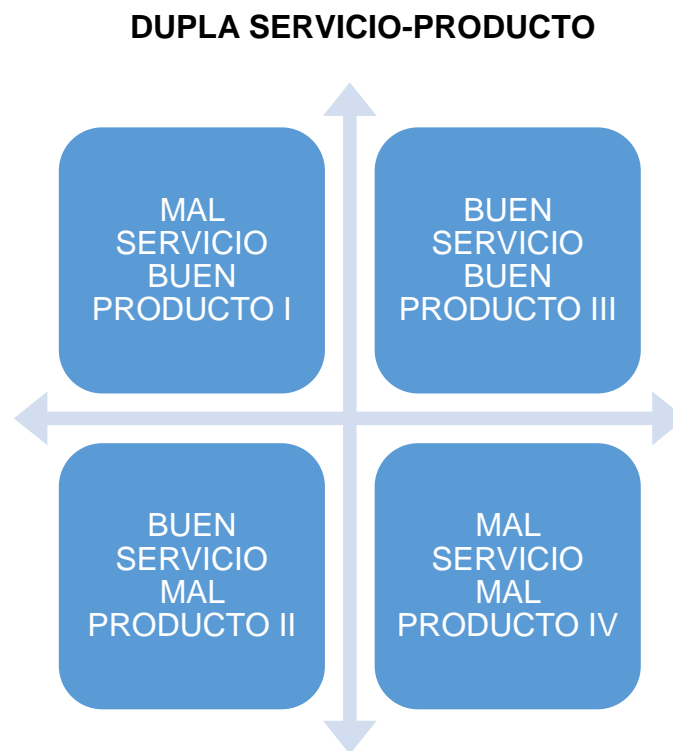 DUPLA SERVICIO-PRODUCTO
MAL
SERVICIO
BUEN
PRODUCTO I
BUEN
SERVICIO
BUEN
PRODUCTO III
BUEN
SERVICIO
MAL
PRODUCTO II
MAL
SERVICIO
MAL
PRODUCTO IV